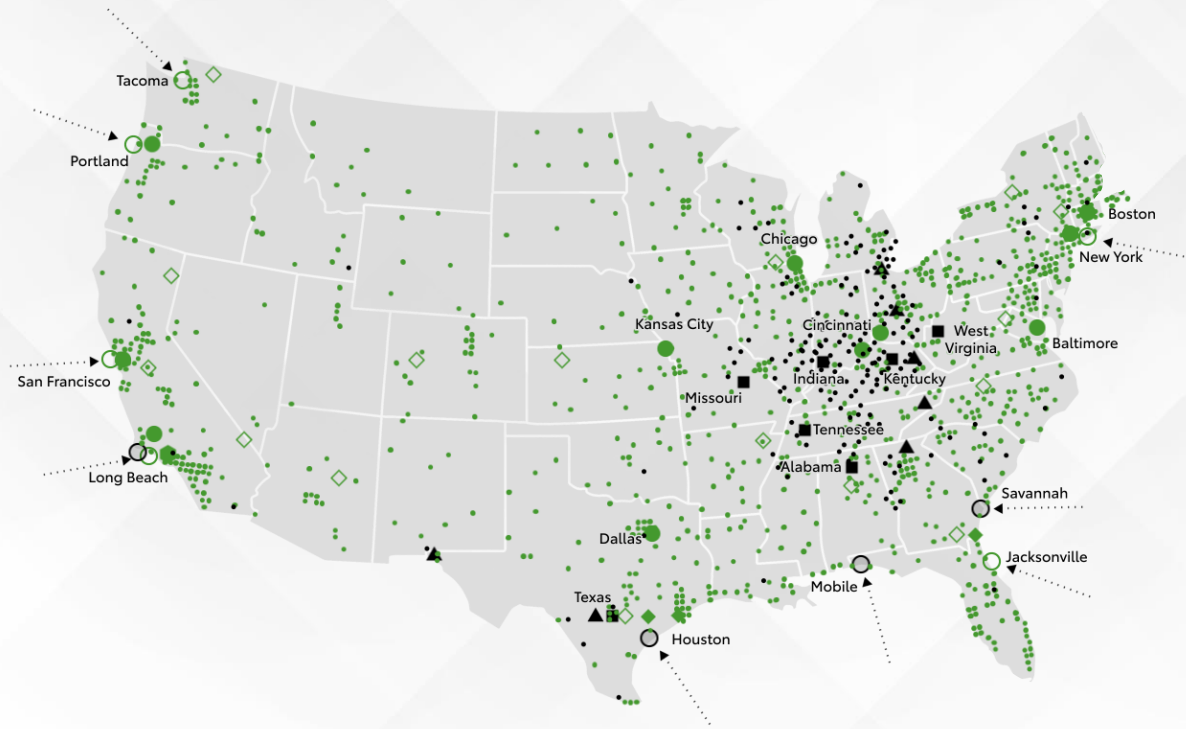 Tacoma
Portland
Boston
New York
Chicago
Kansas City
Cincinnati
West
Virginia
Baltimore
San Francisco
Indiana
Kentucky
Missouri
Tennessee
Long Beach
Alabama
Savannah
Dallas
Jacksonville
Mobile
Texas
Houston